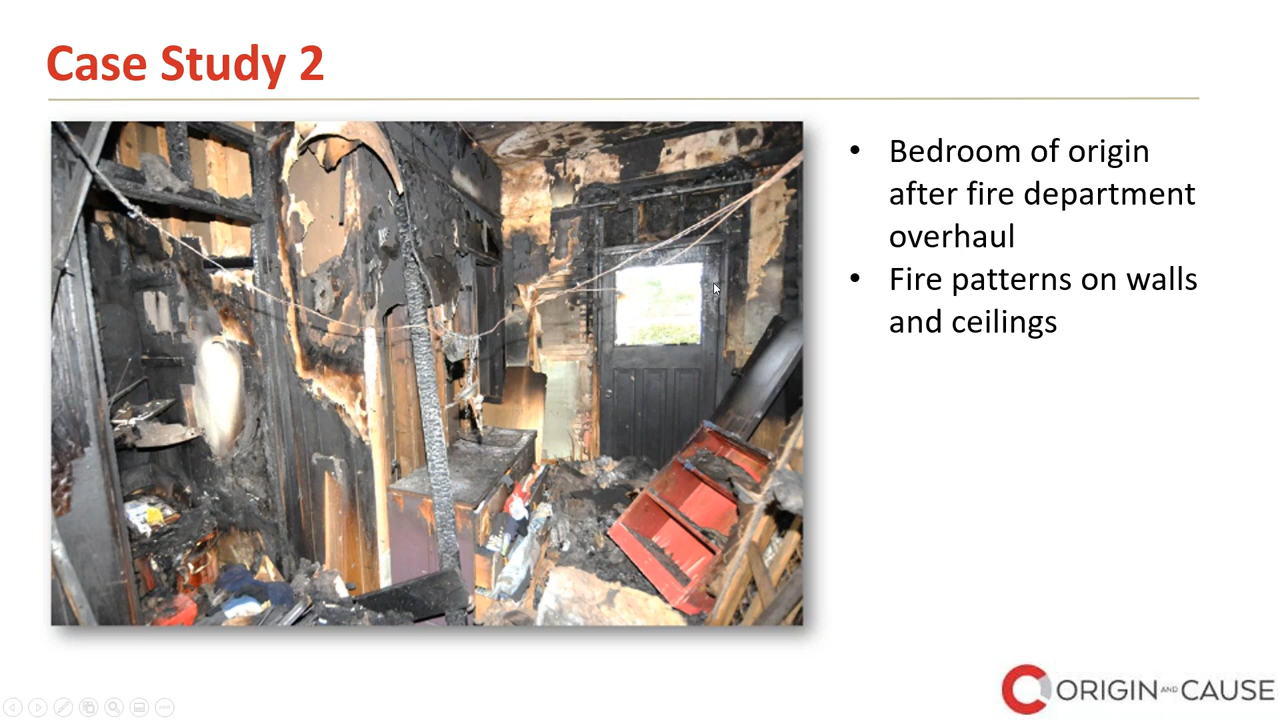 Case Study 2
• Bedroom of origin
after fire department
overhaul
• Fire patterns on walls
and ceilings
ORIGIN AND CAUSE